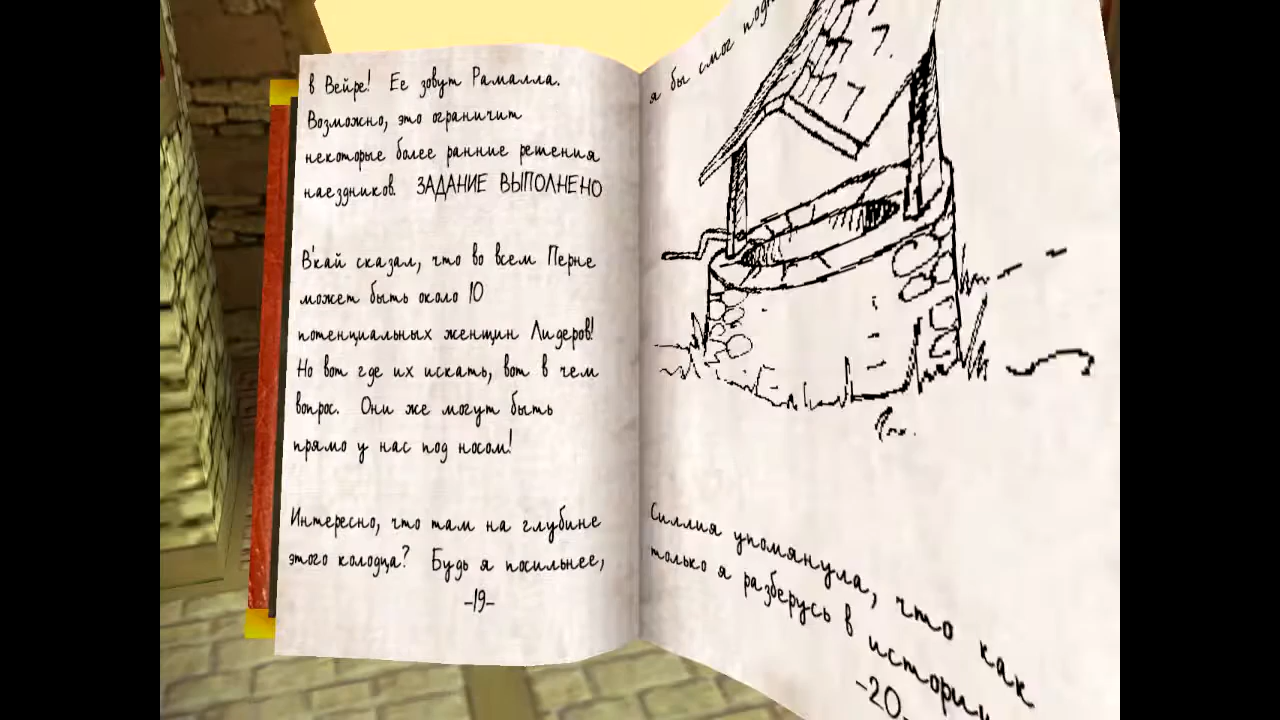 в Вейре! Ее зовут Рамалла.
Возможно, это ограничит
некоторые более ранние решения
наездников. ЗАДАНИЕ ВЫПОЛНЕНО
В'кай сказал, что во всем Перне
может быть около 10
потенциальных женщин Лидеров!
Но вот где их искать, вот в чем
вопрос. Они же могут быть
прямо у нас под носом!
Интересно, что там на глубине
этого колодца? Будь я посильнее,
-19-
я бы смог
Силлия упомянула, что как
только я разберусь в
-20-